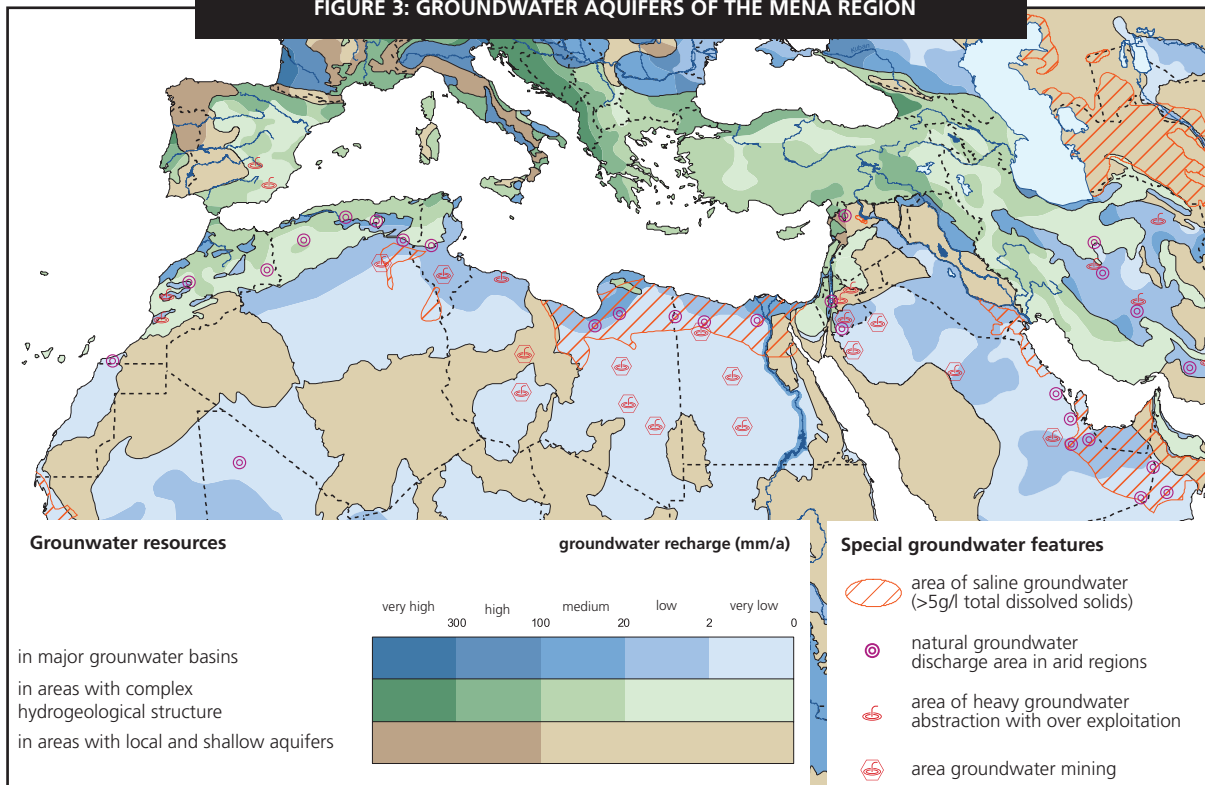 FIGURE 3: GROUNDWATER AQUIFERS OF THE MENA REGION
Grounwater resources
groundwater recharge (mm/a)
very high
high
medium
low
very low
300
100
20
2
0
in major grounwater basins
in areas with complex
hydrogeological structure
in areas with local and shallow aquifers
Special groundwater features
area of saline groundwater
(>5g/l total dissolved solids)
natural groundwater
discharge area in arid regions
area of heavy groundwater
abstraction with over exploitation
area groundwater mining